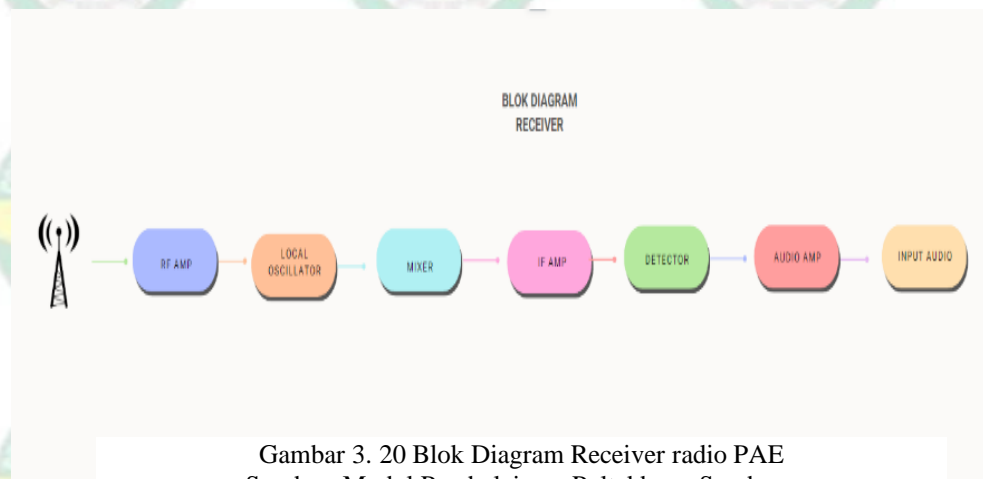 BLOK DIAGRAM
RECEIVER
RF AMP
LOCAL
OSCILLATOR
MIXER
IF AMP
DETECTOR
AUDIO AMP
INPUT AUDIO
Gambar 3. 20 Blok Diagram Receiver radio PAE